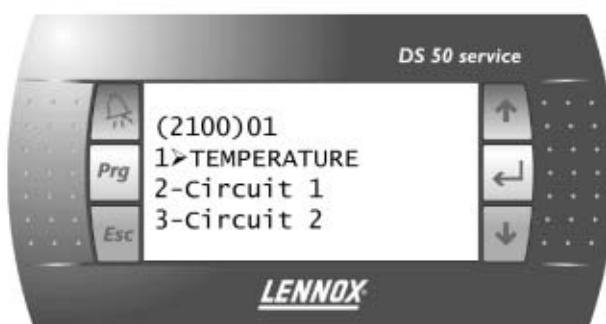 DS 50 service
(2100)01
1➢TEMPERATURE
Prg
2-Circuit 1
3-Circuit 2
Esc
LENNOX